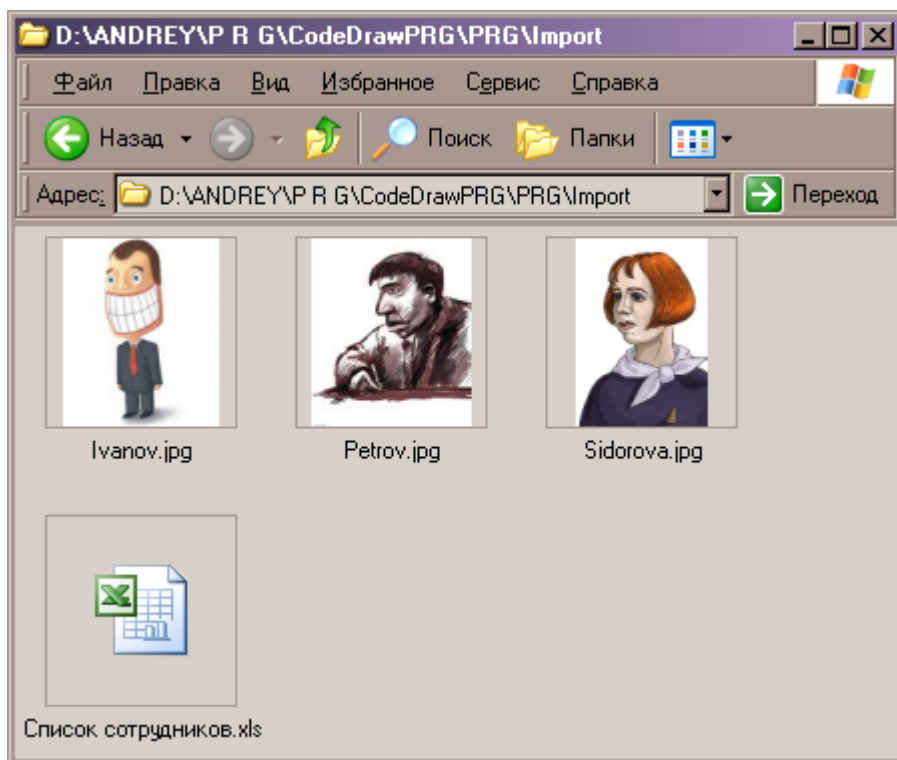 D:\ANDREY\P R G\CodeDrawPRG\PRG\Import
Файл Правка Вид Избранное Сервис Справка
Назад Поиск Папки
Адрес: D:\ANDREY\P R G\CodeDrawPRG\PRG\Import Переход
Ivanov.jpg Petrov.jpg Sidorova.jpg
Список сотрудников.xls